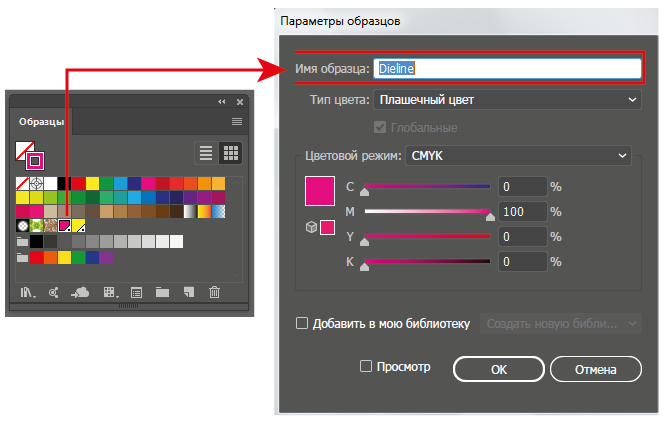 Параметры образцов
Имя образца: Dieline
Тип цвета: Плашечный цвет
Глобальные
Образцы
Цветовой режим: CMYK
C 0 %
M 100 %
Y 0 %
K 0 %
Добавить в мою библиотеку Создать новую библи...
Просмотр OK Отмена